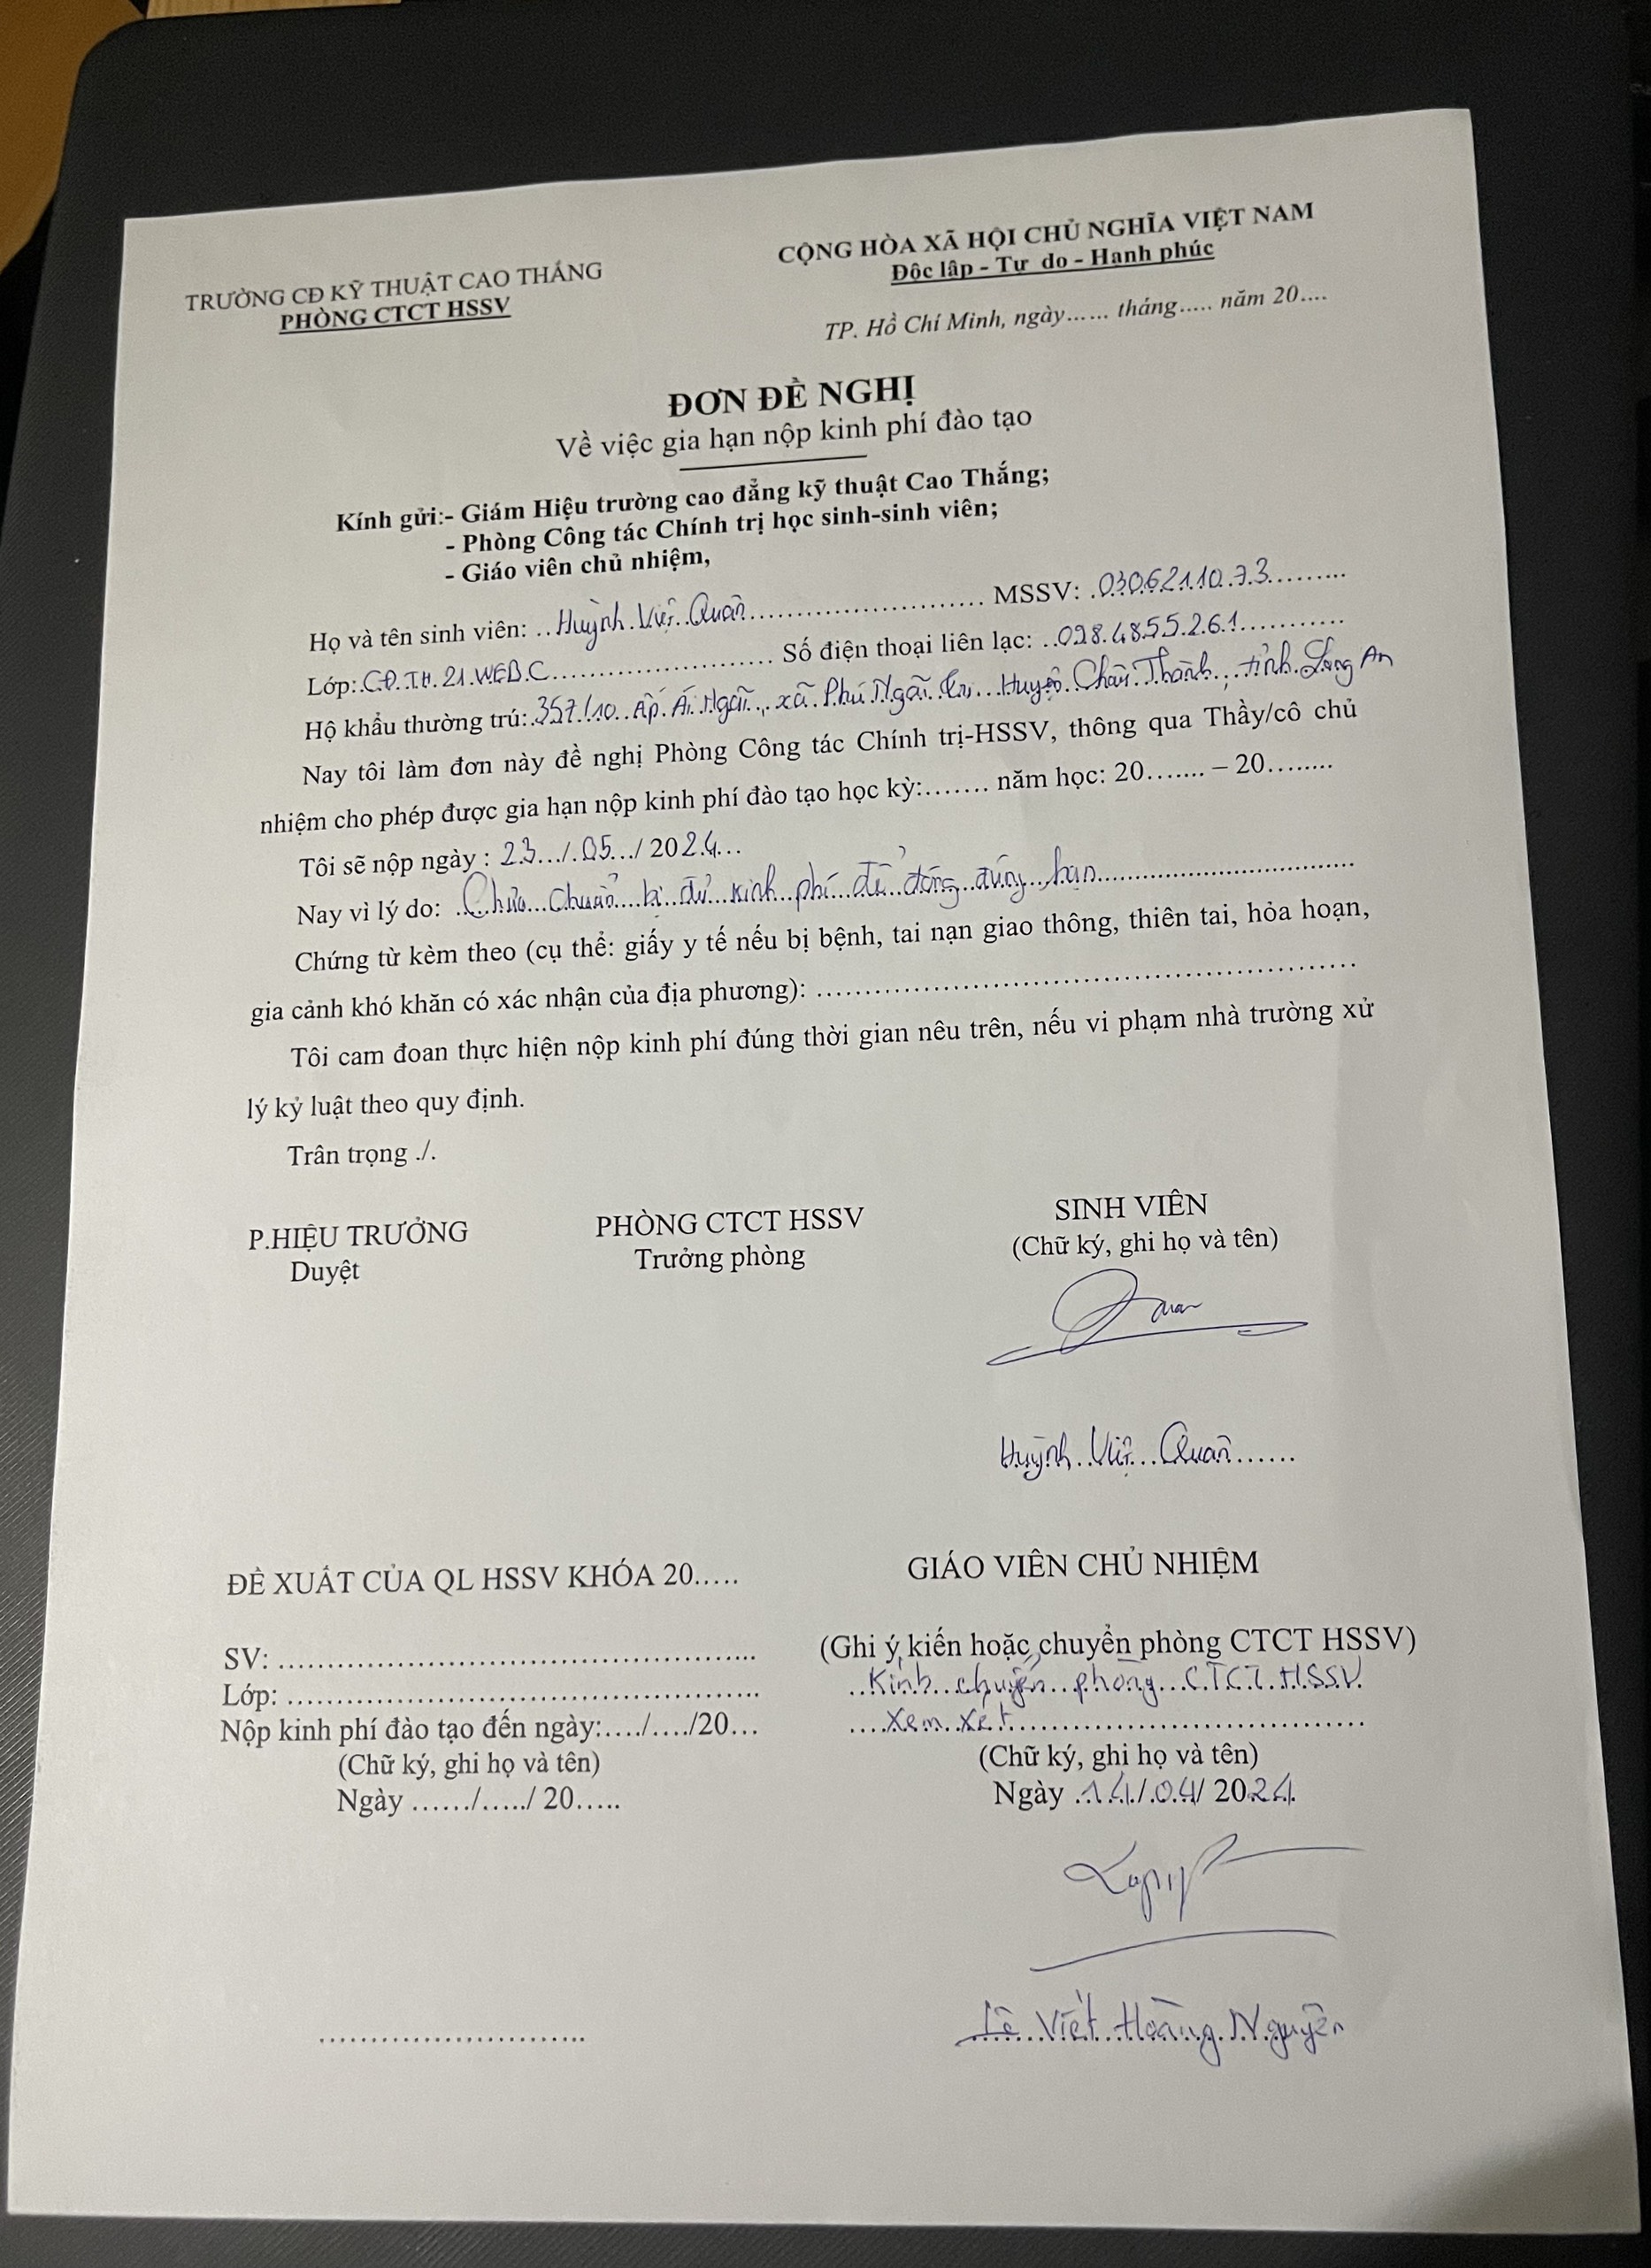 TRƯỜNG CĐ KỸ THUẬT CAO THẮNG
PHÒNG CTCT HSSV
CỘNG HÒA XÃ HỘI CHỦ NGHĨA VIỆT NAM
Độc lập - Tự do - Hạnh phúc
TP. Hồ Chí Minh, ngày...... tháng..... năm 20....
ĐƠN ĐỀ NGHỊ
Về việc gia hạn nộp kinh phí đào tạo
Kính gửi:- Giám Hiệu trường cao đẳng kỹ thuật Cao Thắng;
- Phòng Công tác Chính trị học sinh-sinh viên;
- Giáo viên chủ nhiệm,
Họ và tên sinh viên: Huỳnh Việt Quân MSSV: 0306211073
Lớp: CĐ TH 21 WEB C Số điện thoại liên lạc: 0284855261
Hộ khẩu thường trú: 357/10 Ấp Ái Ngãi, xã Phú Ngãi Trị Huyện Châu Thành, tỉnh Long An
Nay tôi làm đơn này đề nghị Phòng Công tác Chính trị-HSSV, thông qua Thầy/cô chủ
nhiệm cho phép được gia hạn nộp kinh phí đào tạo học kỳ:....... năm học: 20........ – 20........
Tôi sẽ nộp ngày : 23 / 05 / 2024
Nay vì lý do: Chưa chuẩn bị đủ kinh phí để đóng đúng hạn
Chứng từ kèm theo (cụ thể: giấy y tế nếu bị bệnh, tai nạn giao thông, thiên tai, hỏa hoạn,
gia cảnh khó khăn có xác nhận của địa phương): ..........
Tôi cam đoan thực hiện nộp kinh phí đúng thời gian nêu trên, nếu vi phạm nhà trường xử
lý kỷ luật theo quy định.
Trân trọng ./.
P.HIỆU TRƯỞNG PHÒNG CTCT HSSV SINH VIÊN
Duyệt Trưởng phòng (Chữ ký, ghi họ và tên)
Huỳnh Việt Quân
ĐỀ XUẤT CỦA QL HSSV KHÓA 20..... GIÁO VIÊN CHỦ NHIỆM
SV: .......... (Ghi ý kiến hoặc chuyển phòng CTCT HSSV)
Lớp: .......... Kính chuyển phòng CTCT HSSV
Nộp kinh phí đào tạo đến ngày:..../..../20... Xem xét
(Chữ ký, ghi họ và tên) (Chữ ký, ghi họ và tên)
Ngày ....../...../ 20..... Ngày 14/04/ 2024
Lê Viết Hoàng Nguyên